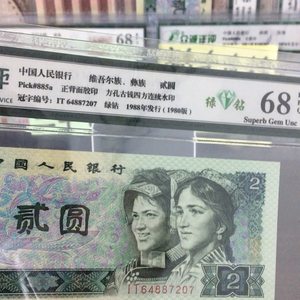 中国人民银行 维吾尔族、彝族 贰圆
Pick#885a 正背面胶印 方孔古钱四方连续水印
冠字编号: IT 64887207 绿钻 1988年发行 (1980版)
绿 钻
68
Superb Gem Unc
中国人民银行
贰圆
2
IT64887207
68